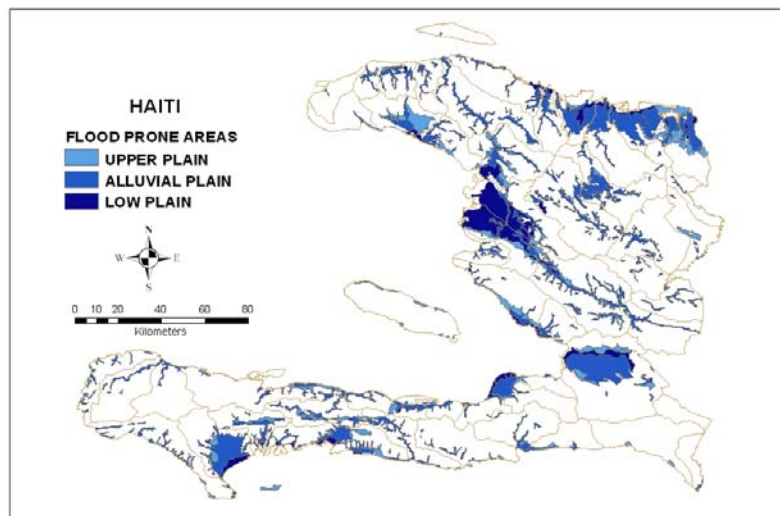 HAITI
FLOOD PRONE AREAS
UPPER PLAIN
ALLUVIAL PLAIN
LOW PLAIN
N
W E
S
0 10 20 40 60 80
Kilometers